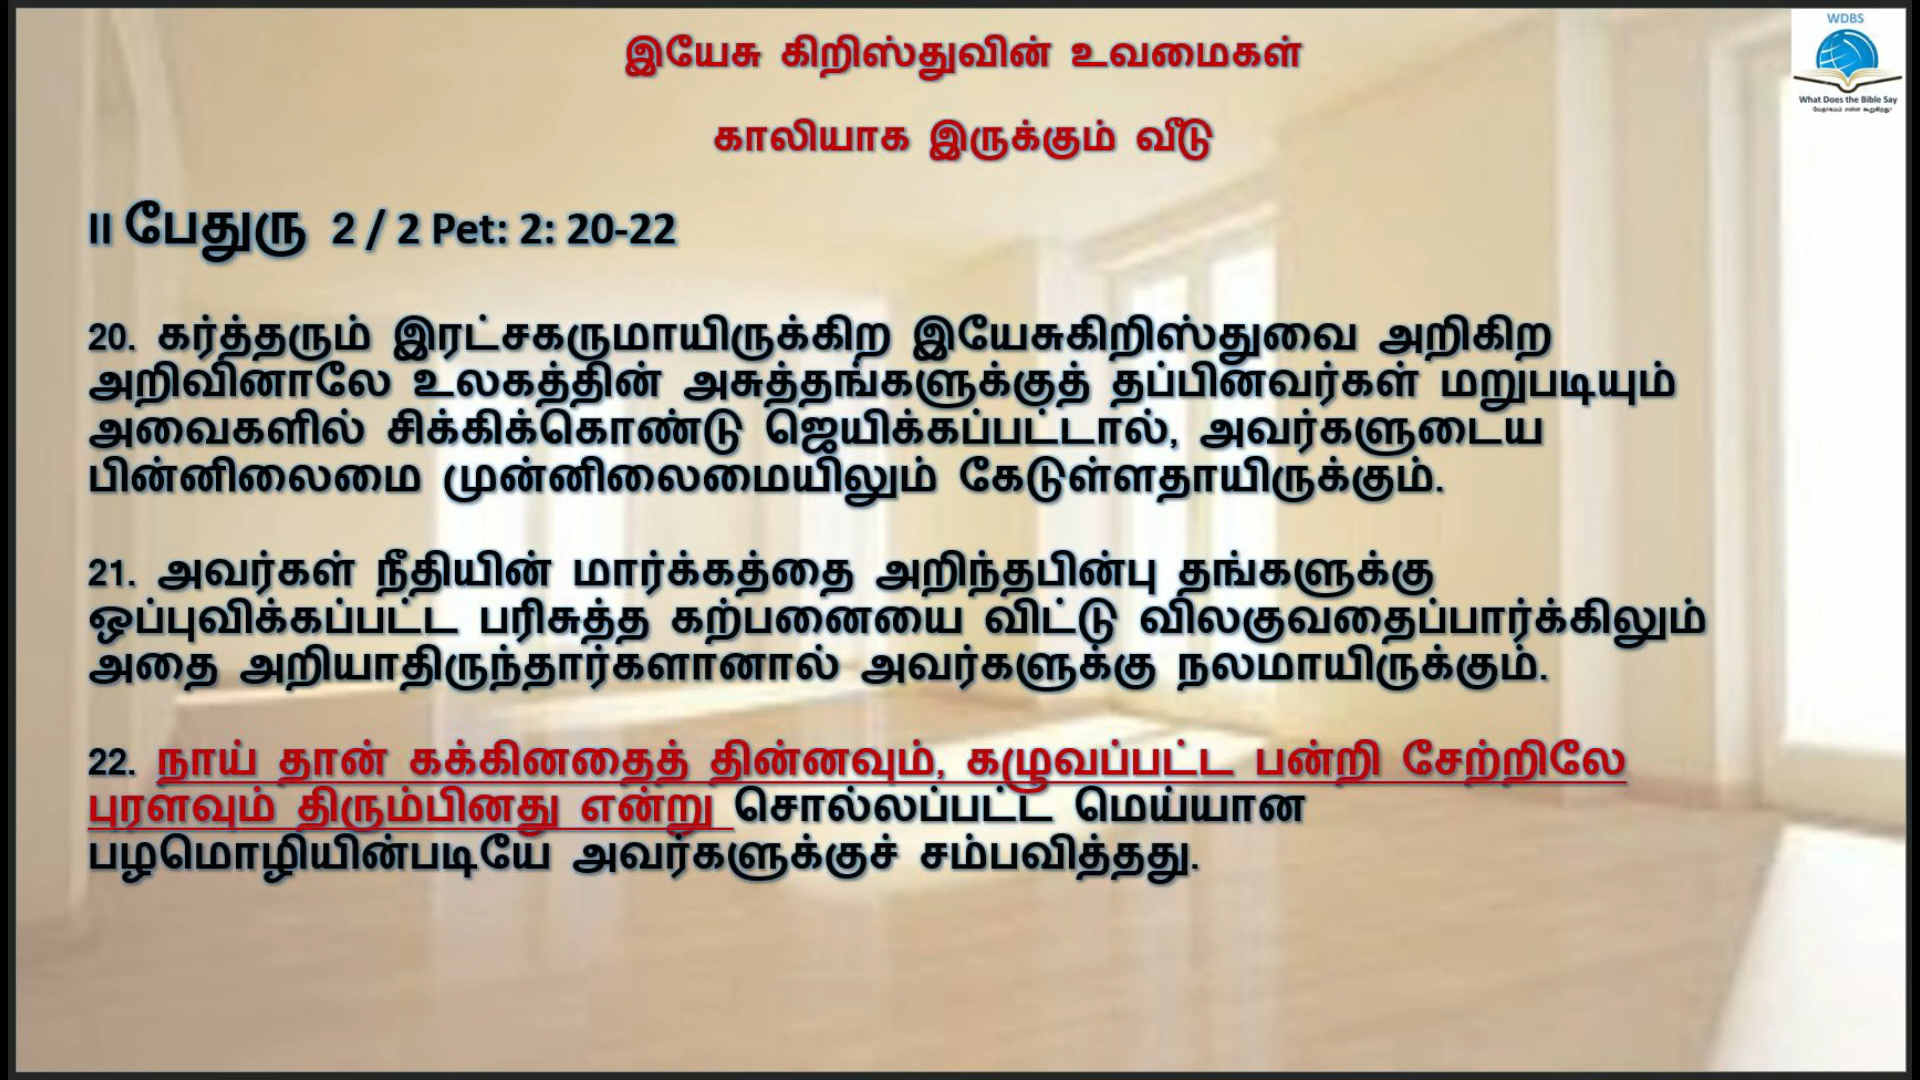 இயேசு கிறிஸ்துவின் உவமைகள்
காலியாக இருக்கும் வீடு
WDBS
What Does the Bible Say
வேதாகமம் என்ன கூறுகிறது?
II பேதுரு 2 / 2 Pet: 2: 20-22
20. கர்த்தரும் இரட்சகருமாயிருக்கிற இயேசுகிறிஸ்துவை அறிகிற
அறிவினாலே உலகத்தின் அசுத்தங்களுக்குத் தப்பினவர்கள் மறுபடியும்
அவைகளில் சிக்கிக்கொண்டு ஜெயிக்கப்பட்டால், அவர்களுடைய
பின்னிலைமை முன்னிலைமையிலும் கேடுள்ளதாயிருக்கும்.
21. அவர்கள் நீதியின் மார்க்கத்தை அறிந்தபின்பு தங்களுக்கு
ஒப்புவிக்கப்பட்ட பரிசுத்த கற்பனையை விட்டு விலகுவதைப்பார்க்கிலும்
அதை அறியாதிருந்தார்களானால் அவர்களுக்கு நலமாயிருக்கும்.
22. நாய் தான் கக்கினதைத் தின்னவும், கழுவப்பட்ட பன்றி சேற்றிலே
புரளவும் திரும்பினது என்று சொல்லப்பட்ட மெய்யான
பழமொழியின்படியே அவர்களுக்குச் சம்பவித்தது.